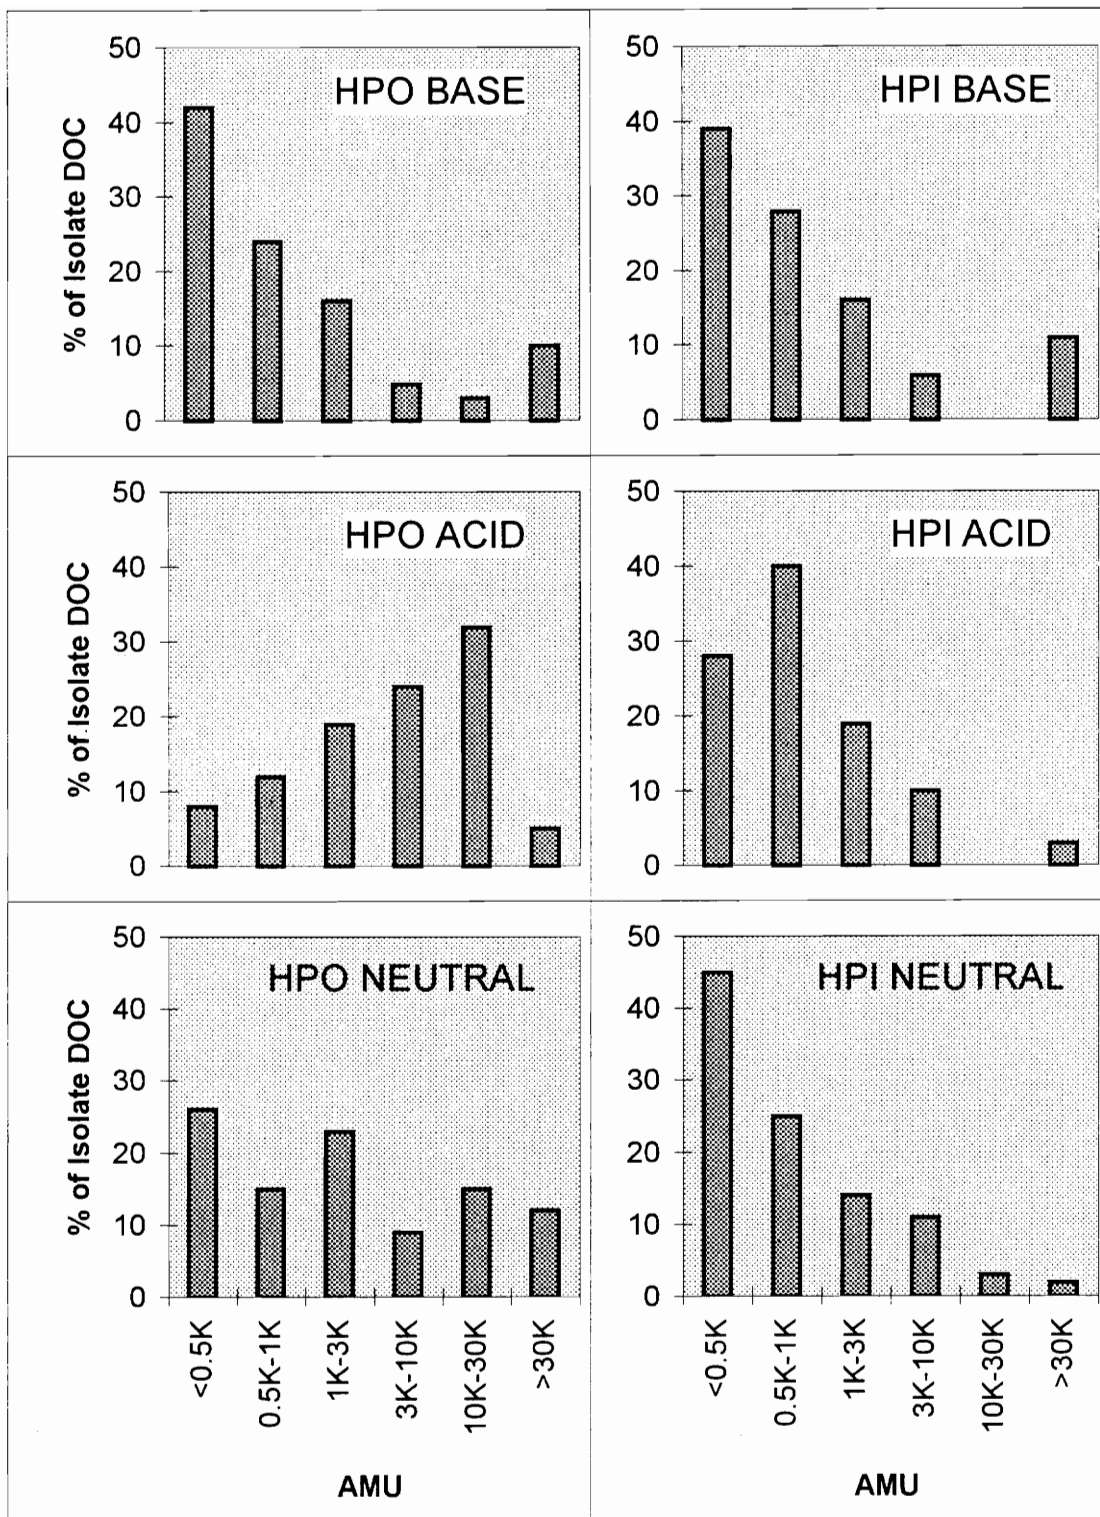 HPO BASE
% of Isolate DOC
50
40
30
20
10
0
HPI BASE
50
40
30
20
10
0
HPO ACID
% of Isolate DOC
50
40
30
20
10
0
HPI ACID
50
40
30
20
10
0
HPO NEUTRAL
% of Isolate DOC
50
40
30
20
10
0
<0.5K
0.5K-1K
1K-3K
3K-10K
10K-30K
>30K
AMU
HPI NEUTRAL
50
40
30
20
10
0
<0.5K
0.5K-1K
1K-3K
3K-10K
10K-30K
>30K
AMU